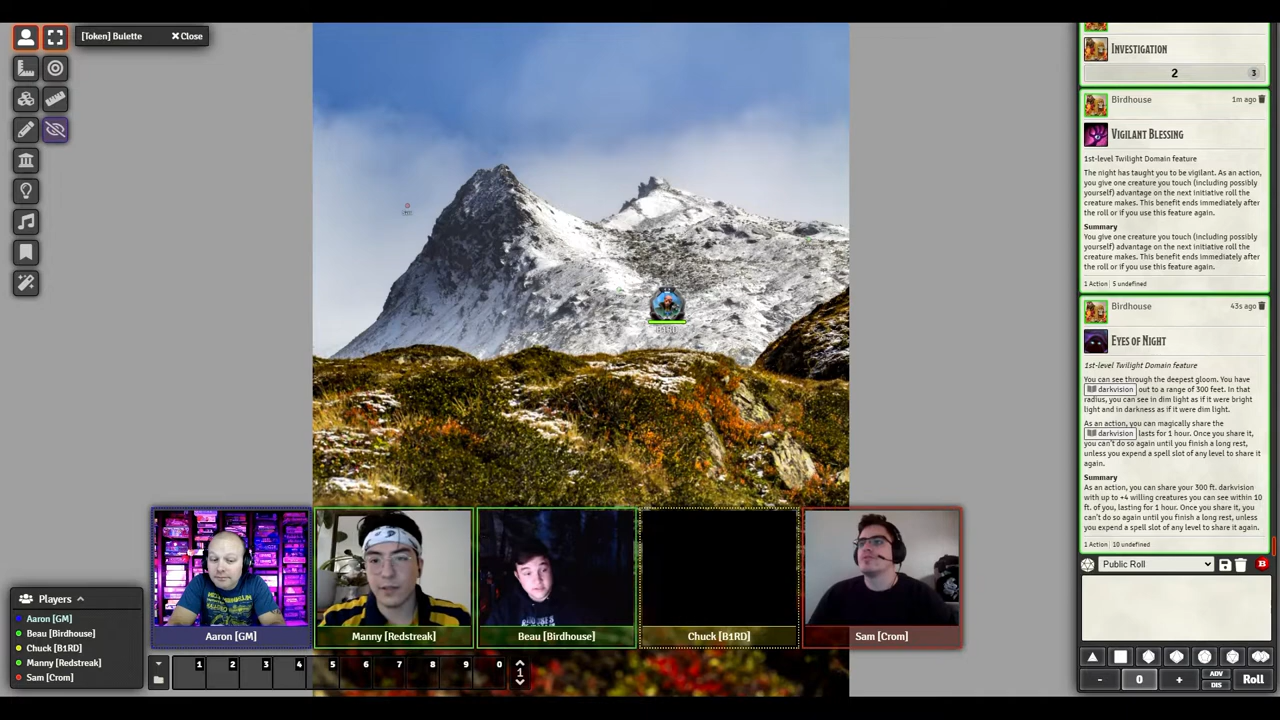 [Token] Bulette
Close
Investigation
2
3
Birdhouse
1m ago
Vigilant Blessing
1st-level Twilight Domain feature
The night has taught you to be vigilant. As an action,
you give one creature you touch (including possibly
yourself) advantage on the next initiative roll the
creature makes. This benefit ends immediately after
the roll or if you use this feature again.
Summary
You give one creature you touch (including possibly
yourself) advantage on the next initiative roll the
creature makes. This benefit ends immediately after
the roll or if you use this feature again.
1 Action
5 undefined
Birdhouse
43s ago
Eyes of Night
1st-level Twilight Domain feature
You can see through the deepest gloom. You have
darkvision out to a range of 300 feet. In that
radius, you can see in dim light as if it were bright
light and in darkness as if it were dim light.
As an action, you can magically share the
darkvision lasts for 1 hour. Once you share it,
you can't do so again until you finish a long rest,
unless you expend a spell slot of any level to share it
again.
Summary
As an action, you can share your 300 ft. darkvision
with up to +4 willing creatures you can see within 10
ft. of you, lasting for 1 hour. Once you share it, you
can't do so again until you finish a long rest, unless
you expend a spell slot of any level to share it again.
1 Action
10 undefined
Public Roll
B
B1RD
Aaron [GM]
Manny [Redstreak]
Beau [Birdhouse]
Chuck [B1RD]
Sam [Crom]
Players
Aaron [GM]
Beau [Birdhouse]
Chuck [B1RD]
Manny [Redstreak]
Sam [Crom]
1 2 3 4 5 6 7 8 9 0
1
- 0 + ADV
DIS
Roll